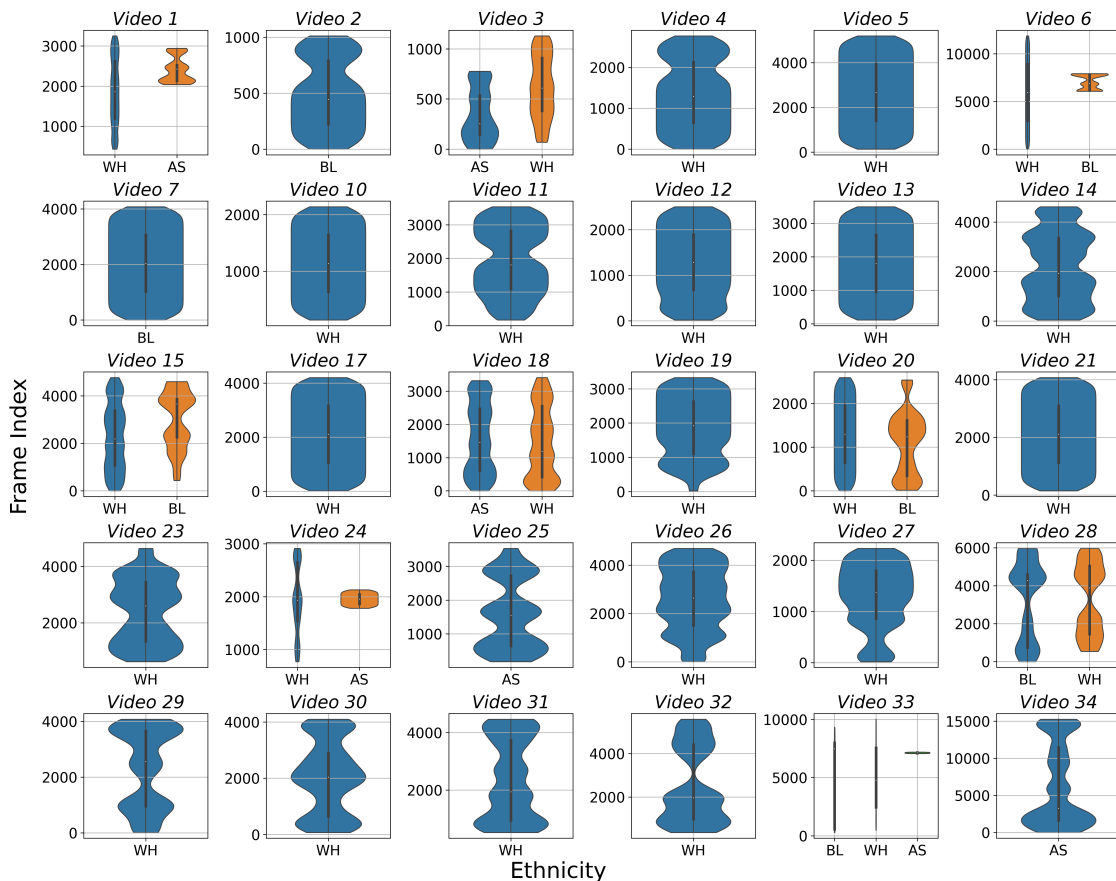 Video 1 Video 2 Video 3 Video 4 Video 5 Video 6
3000 2000 1000 WH AS
1000 500 0 BL
1000 500 0 AS WH
2000 1000 0 WH
4000 2000 0 WH
10000 5000 0 WH BL
Video 7 Video 10 Video 11 Video 12 Video 13 Video 14
4000 2000 0 BL
2000 1000 WH
3000 2000 1000 0 WH
2000 1000 0 WH
3000 2000 1000 0 WH
4000 2000 0 WH
Video 15 Video 17 Video 18 Video 19 Video 20 Video 21
4000 2000 0 WH BL
4000 2000 0 WH
3000 2000 1000 0 AS WH
3000 2000 1000 0 WH
2000 1000 0 WH BL
4000 2000 0 WH
Video 23 Video 24 Video 25 Video 26 Video 27 Video 28
4000 2000 WH
3000 2000 1000 WH AS
3000 2000 1000 AS
4000 2000 0 WH
2000 1000 0 WH
6000 4000 2000 0 BL WH
Video 29 Video 30 Video 31 Video 32 Video 33 Video 34
4000 2000 0 WH
4000 2000 0 WH
4000 2000 WH
4000 2000 WH
10000 5000 0 BL WH AS
15000 10000 5000 0 AS
Frame Index
Ethnicity